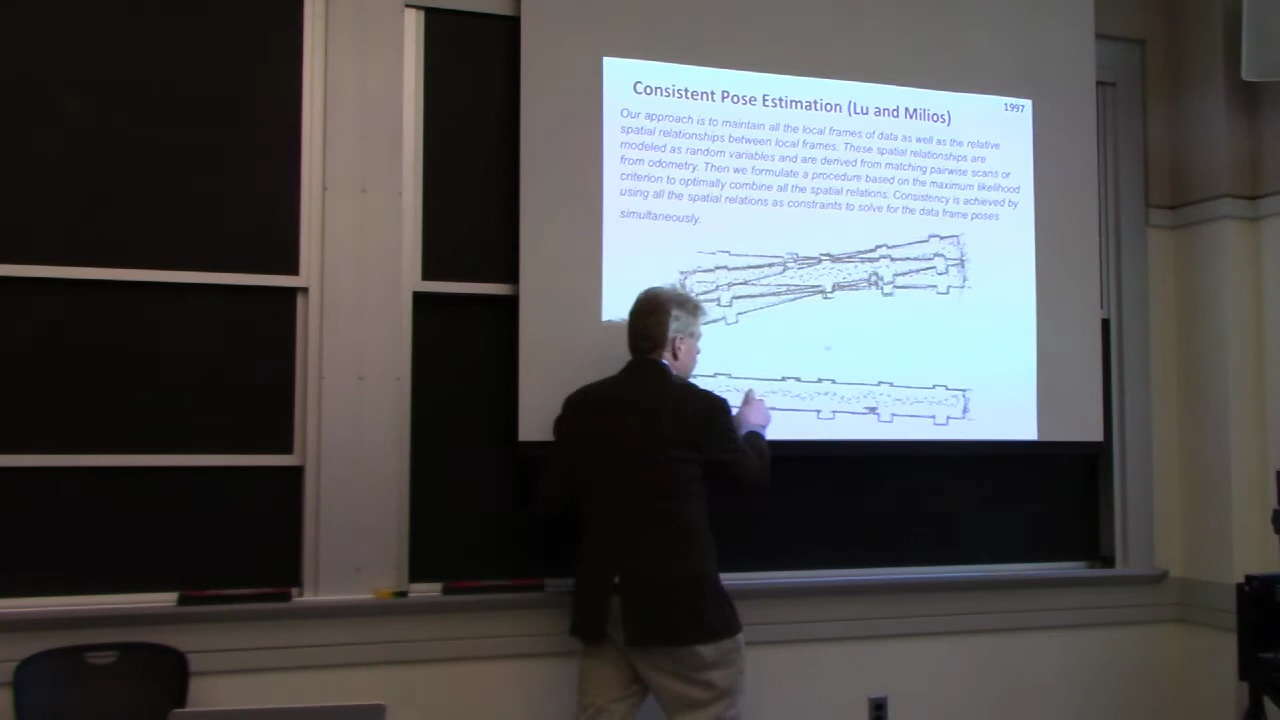 Consistent Pose Estimation (Lu and Milios)
1997
Our approach is to maintain all the local frames of data as well as the relative
spatial relationships between local frames. These spatial relationships are
modeled as random variables and are derived from matching pairwise scans or
from odometry. Then we formulate a procedure based on the maximum likelihood
criterion to optimally combine all the spatial relations. Consistency is achieved by
using all the spatial relations as constraints to solve for the data frame poses
simultaneously.